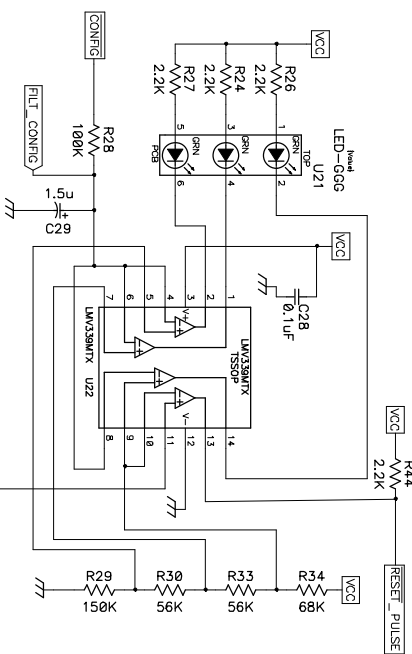 CONFIG
FILT_CONFIG
R28
100K
1.5u
+
C29
VCC
R27
2.2K
R24
2.2K
R26
2.2K
5
3
1
GRN
GRN
GRN
PCB
TOP
6
4
2
U21
LED-GGG
VCC
C28
0.1uF
7
6
5
4
3
2
1
V+
LMV339MTX
TSSOP
LMV339MTX
U22
V-
8
9
10
11
12
13
14
VCC
R44
2.2K
RESET_PULSE
R29
150K
R30
56K
R33
56K
R34
68K
VCC